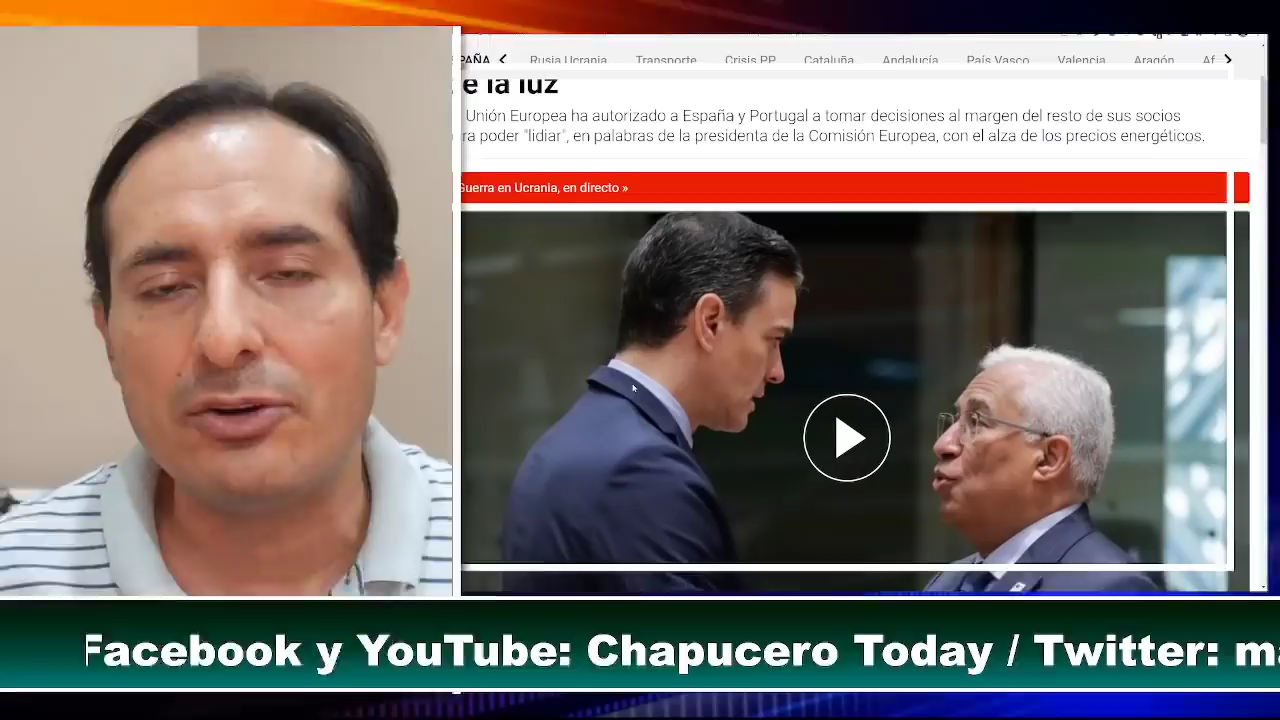 PAÑA Rusia Ucrania Transporte Crisis PP Cataluña Andalucía País Vasco Valencia Aragón Af
e la luz
Unión Europea ha autorizado a España y Portugal a tomar decisiones al margen del resto de sus socios
ra poder "lidiar", en palabras de la presidenta de la Comisión Europea, con el alza de los precios energéticos.
Guerra en Ucrania, en directo »
Facebook y YouTube: Chapucero Today / Twitter: ma